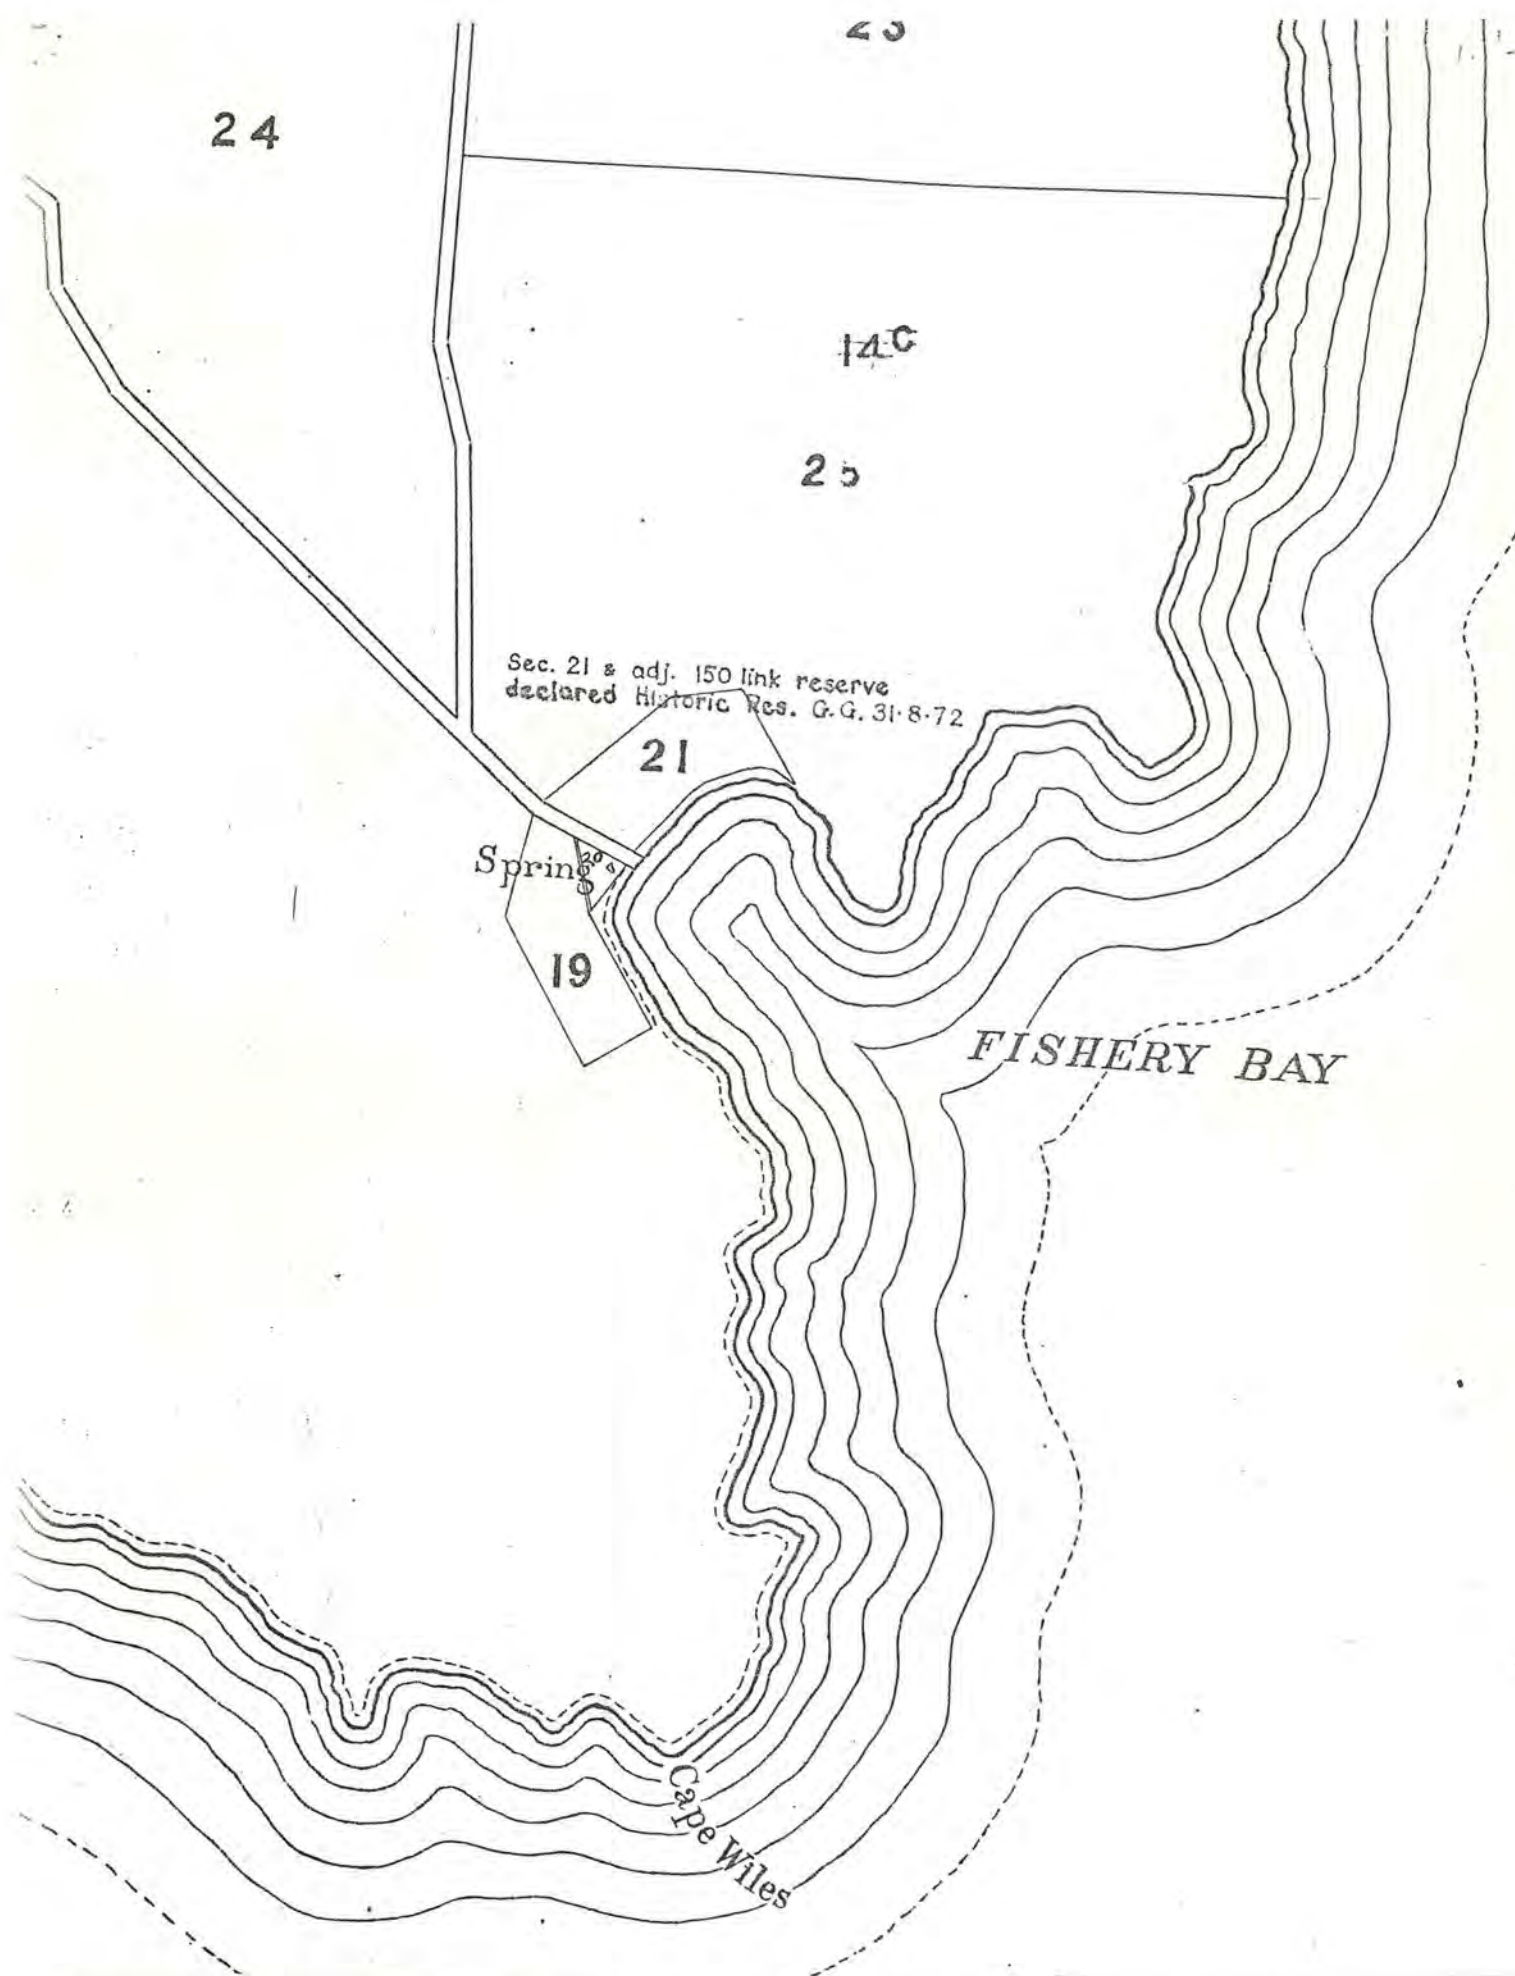 24
14C
25
Sec. 21 & adj. 150 link reserve
declared Historic Res. G.G. 31·8·72
21
Spring
20
19
FISHERY BAY
Cape Wiles